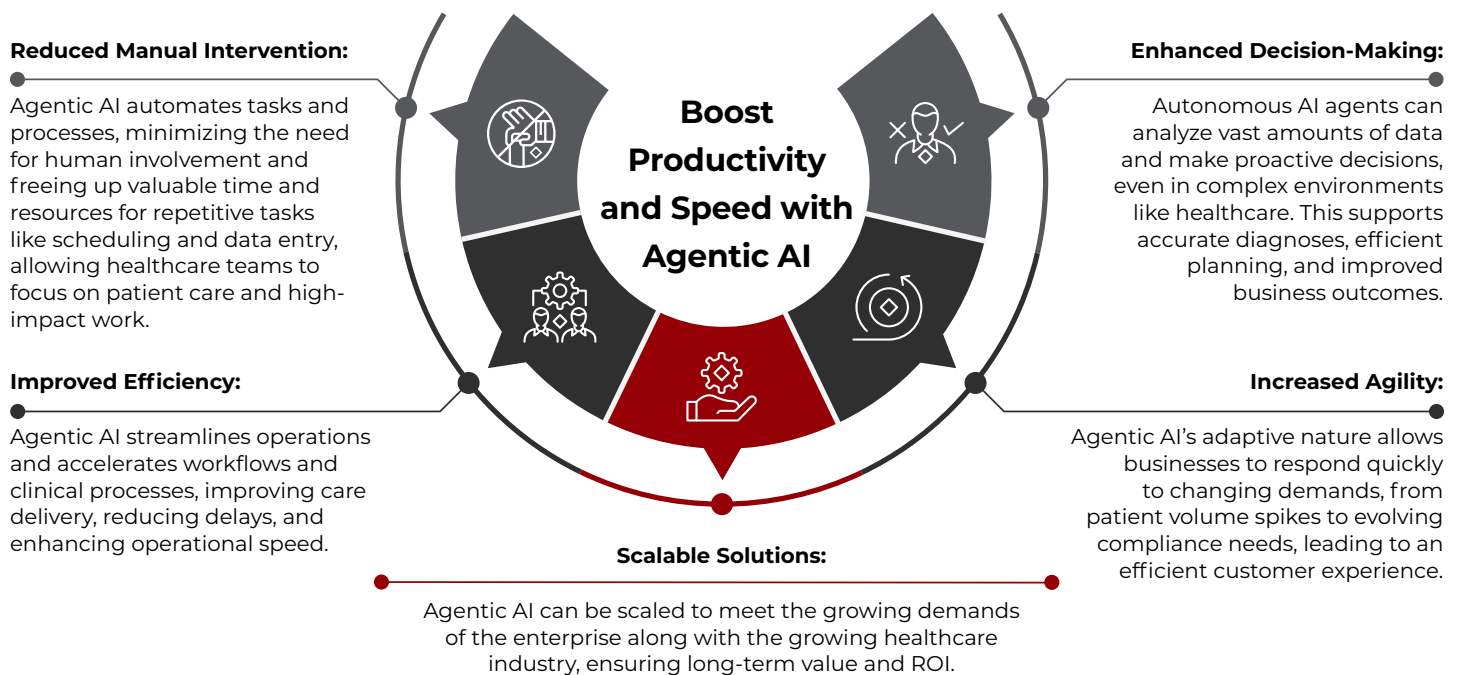 Boost
Productivity
and Speed with
Agentic AI
Reduced Manual Intervention:
Agentic AI automates tasks and
processes, minimizing the need
for human involvement and
freeing up valuable time and
resources for repetitive tasks
like scheduling and data entry,
allowing healthcare teams to
focus on patient care and high-
impact work.
Improved Efficiency:
Agentic AI streamlines operations
and accelerates workflows and
clinical processes, improving care
delivery, reducing delays, and
enhancing operational speed.
Scalable Solutions:
Agentic AI can be scaled to meet the growing demands
of the enterprise along with the growing healthcare
industry, ensuring long-term value and ROI.
Enhanced Decision-Making:
Autonomous AI agents can
analyze vast amounts of data
and make proactive decisions,
even in complex environments
like healthcare. This supports
accurate diagnoses, efficient
planning, and improved
business outcomes.
Increased Agility:
Agentic AI’s adaptive nature allows
businesses to respond quickly
to changing demands, from
patient volume spikes to evolving
compliance needs, leading to an
efficient customer experience.